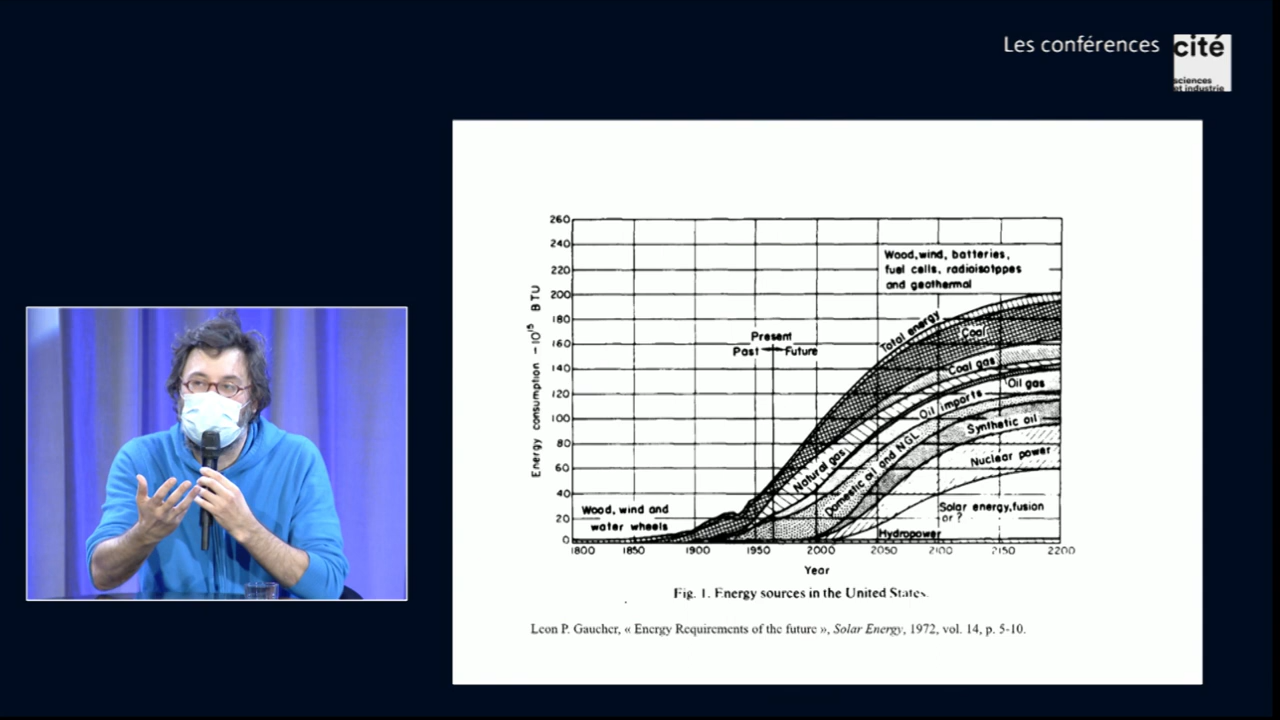 Les conférences
cité
sciences
et industrie
260
240
220
200
180
160
140
120
100
80
60
40
20
0
Energy consumption -10¹⁵ BTU
Wood, wind, batteries,
fuel cells, radioisotppes
and geothermal
Present
Past Future
Total energy
Coal
Coal gas
Oil gas
Oil imports
Natural gas
Domestic oil and NGL
Synthetic oil
Nuclear power
Solar energy, fusion
or ?
Hydropower
Wood, wind and
water wheels
1800 1850 1900 1950 2000 2050 2100 2150 2200
Year
Fig. 1. Energy sources in the United States.
Leon P. Gaucher, « Energy Requirements of the future », Solar Energy, 1972, vol. 14, p. 5-10.